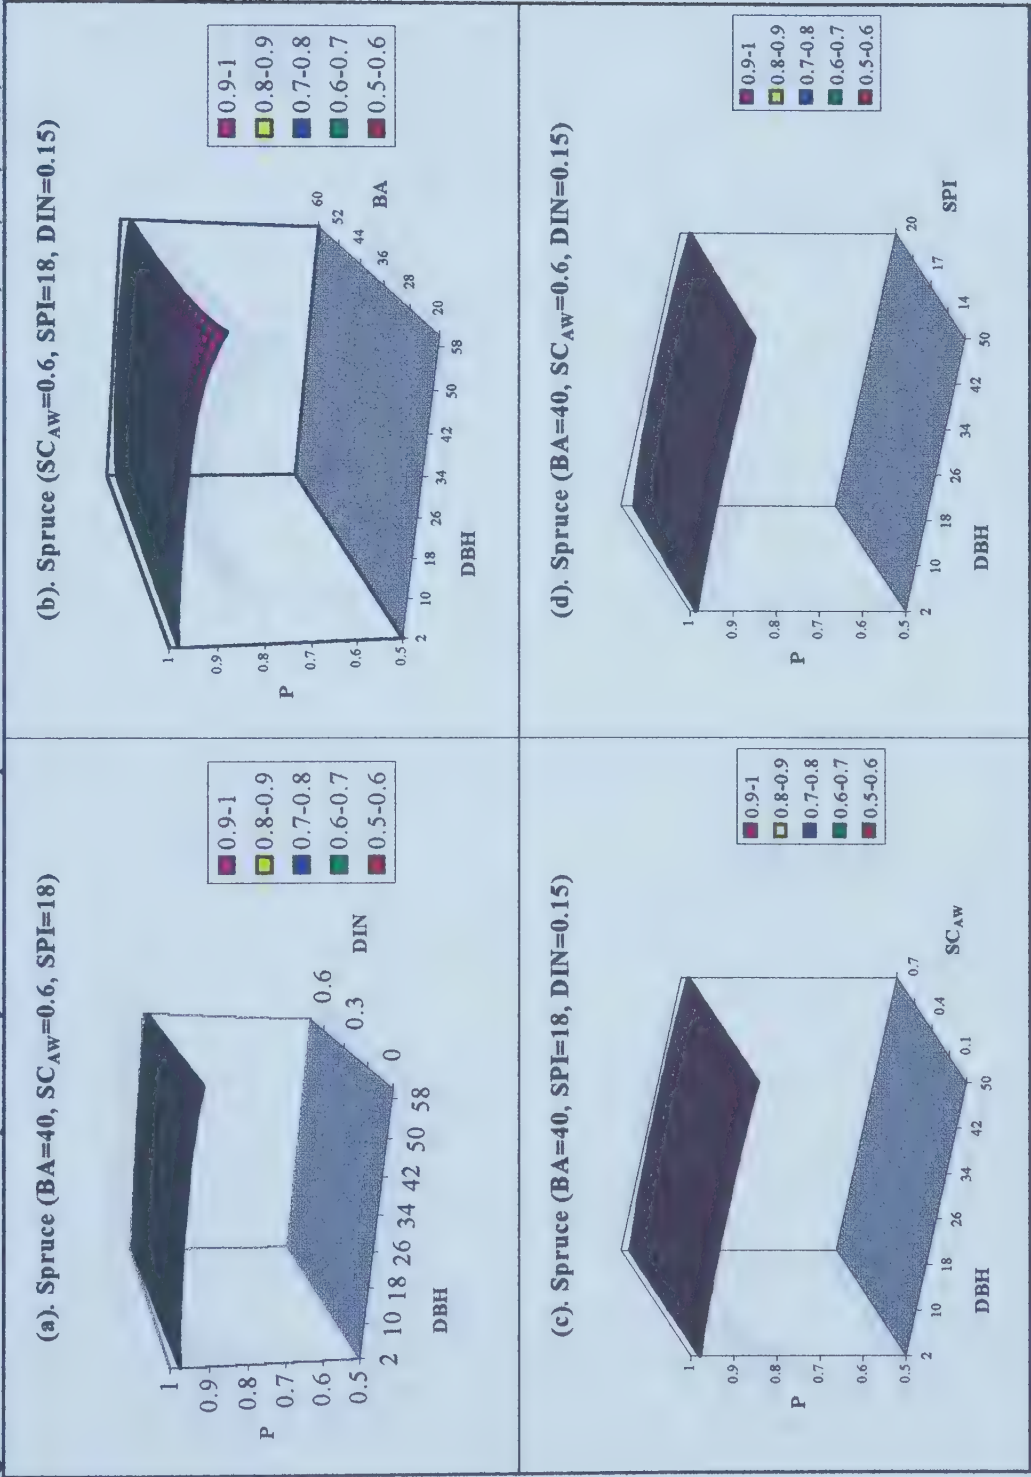 (a). Spruce (BA=40, SC_AW=0.6, SPI=18)
P
1
0.9
0.8
0.7
0.6
0.5
2 10 18 26 34 42 50 58
DBH
0
0.3
0.6
DIN
0.9-1
0.8-0.9
0.7-0.8
0.6-0.7
0.5-0.6
(b). Spruce (SC_AW=0.6, SPI=18, DIN=0.15)
P
1
0.9
0.8
0.7
0.6
0.5
2 10 18 26 34 42 50 58
DBH
20
28
36
44
52
60
BA
0.9-1
0.8-0.9
0.7-0.8
0.6-0.7
0.5-0.6
(c). Spruce (BA=40, SPI=18, DIN=0.15)
P
1
0.9
0.8
0.7
0.6
0.5
2 10 18 26 34 42 50
DBH
0.1
0.4
0.7
SC_AW
0.9-1
0.8-0.9
0.7-0.8
0.6-0.7
0.5-0.6
(d). Spruce (BA=40, SC_AW=0.6, DIN=0.15)
P
1
0.9
0.8
0.7
0.6
0.5
2 10 18 26 34 42 50
DBH
14
17
20
SPI
0.9-1
0.8-0.9
0.7-0.8
0.6-0.7
0.5-0.6